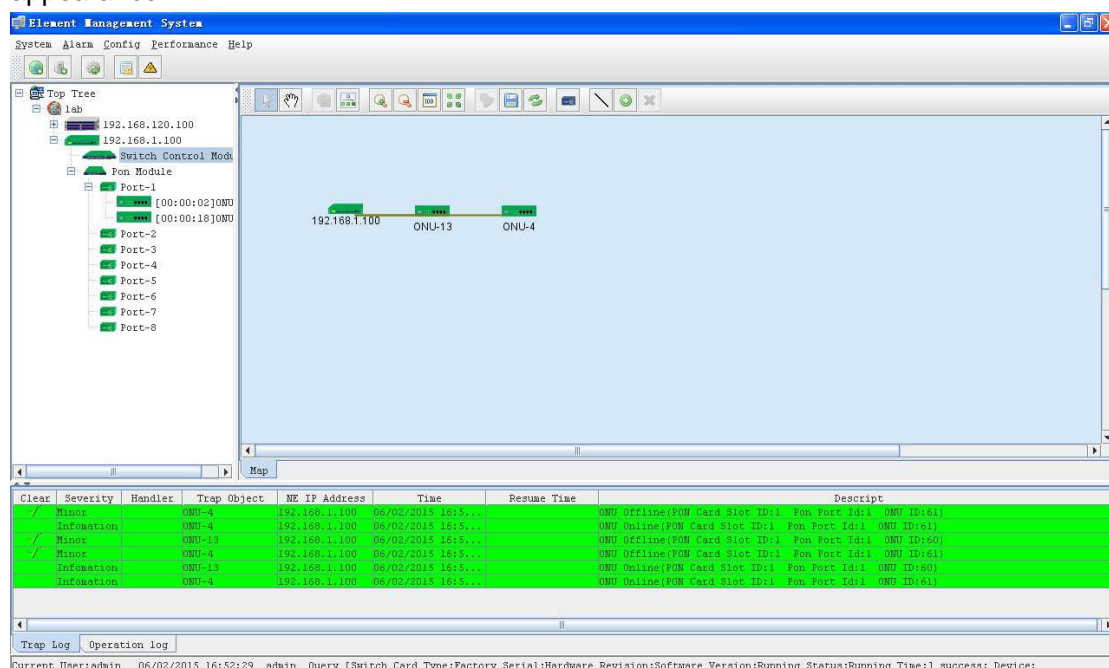 Element Management System
System Alarm Config Performance Help
Top Tree
lab
192.168.120.100
192.168.1.100
Switch Control Modu
Pon Module
Port-1
[00:00:02]ONU
[00:00:18]ONU
Port-2
Port-3
Port-4
Port-5
Port-6
Port-7
Port-8
100
192.168.1.100 ONU-13 ONU-4
Map
Clear Severity Handler Trap Object NE IP Address Time Resume Time Descript
Minor ONU-4 192.168.1.100 06/02/2015 16:5... ONU Offline(PON Card Slot ID:1 Pon Port Id:1 ONU ID:61)
Infomation ONU-4 192.168.1.100 06/02/2015 16:5... ONU Online(PON Card Slot ID:1 Pon Port Id:1 ONU ID:61)
Minor ONU-13 192.168.1.100 06/02/2015 16:5... ONU Offline(PON Card Slot ID:1 Pon Port Id:1 ONU ID:60)
Minor ONU-4 192.168.1.100 06/02/2015 16:5... ONU Offline(PON Card Slot ID:1 Pon Port Id:1 ONU ID:61)
Infomation ONU-13 192.168.1.100 06/02/2015 16:5... ONU Online(PON Card Slot ID:1 Pon Port Id:1 ONU ID:60)
Infomation ONU-4 192.168.1.100 06/02/2015 16:5... ONU Online(PON Card Slot ID:1 Pon Port Id:1 ONU ID:61)
Trap Log Operation log
Current User:admin 06/02/2015 16:52:29 admin Query [Switch Card Type:Factory Serial:Hardware Revision:Software Version:Running Status:Running Time:] success; Device: